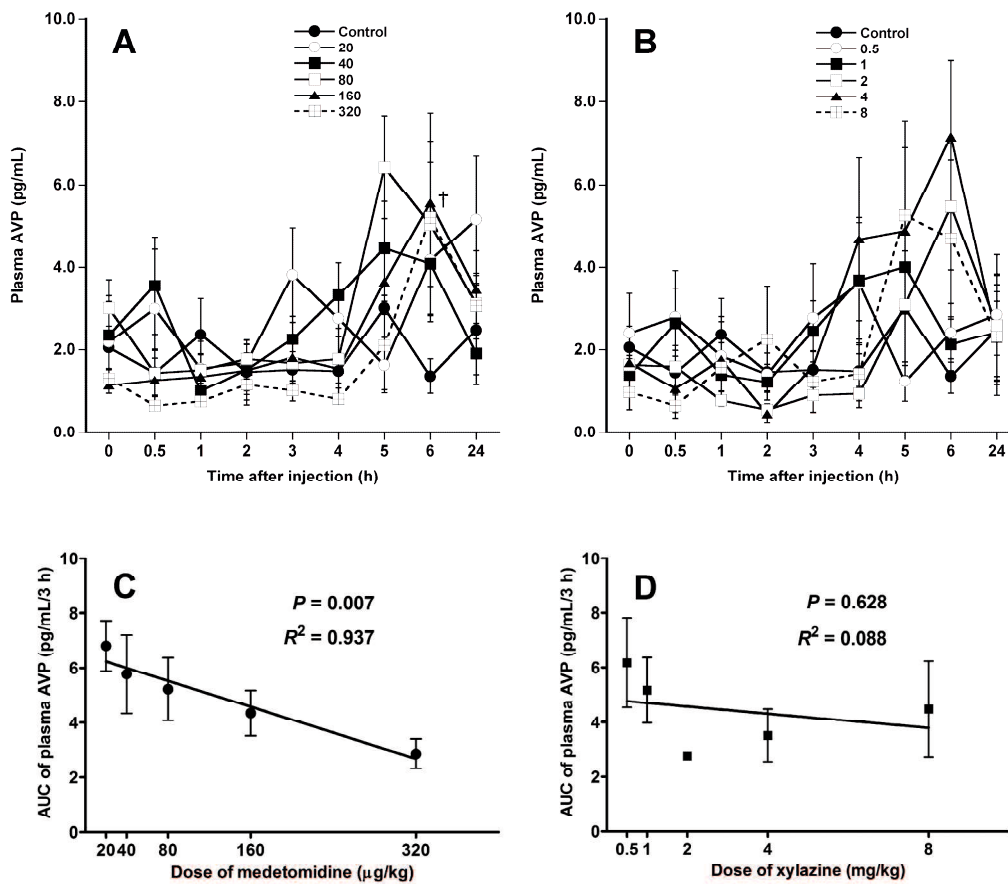 A
Control
20
40
80
160
320
†
10.0
8.0
6.0
4.0
2.0
0.0
Plasma AVP (pg/mL)
0 0.5 1 2 3 4 5 6 24
Time after injection (h)
B
Control
0.5
1
2
4
8
10.0
8.0
6.0
4.0
2.0
0.0
Plasma AVP (pg/mL)
0 0.5 1 2 3 4 5 6 24
Time after injection (h)
C
P = 0.007
R² = 0.937
10
8
6
4
2
0
AUC of plasma AVP (pg/mL/3 h)
20 40 80 160 320
Dose of medetomidine (μg/kg)
D
P = 0.628
R² = 0.088
10
8
6
4
2
0
AUC of plasma AVP (pg/mL/3 h)
0.5 1 2 4 8
Dose of xylazine (mg/kg)